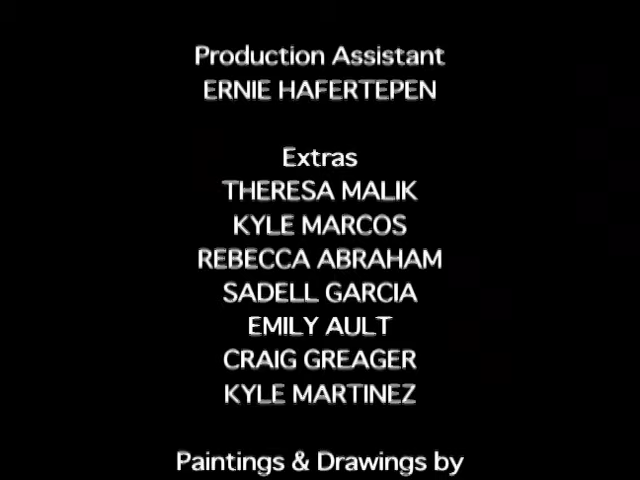 Production Assistant
ERNIE HAFERTEPEN
Extras
THERESA MALIK
KYLE MARCOS
REBECCA ABRAHAM
SADELL GARCIA
EMILY AULT
CRAIG GREAGER
KYLE MARTINEZ
Paintings & Drawings by